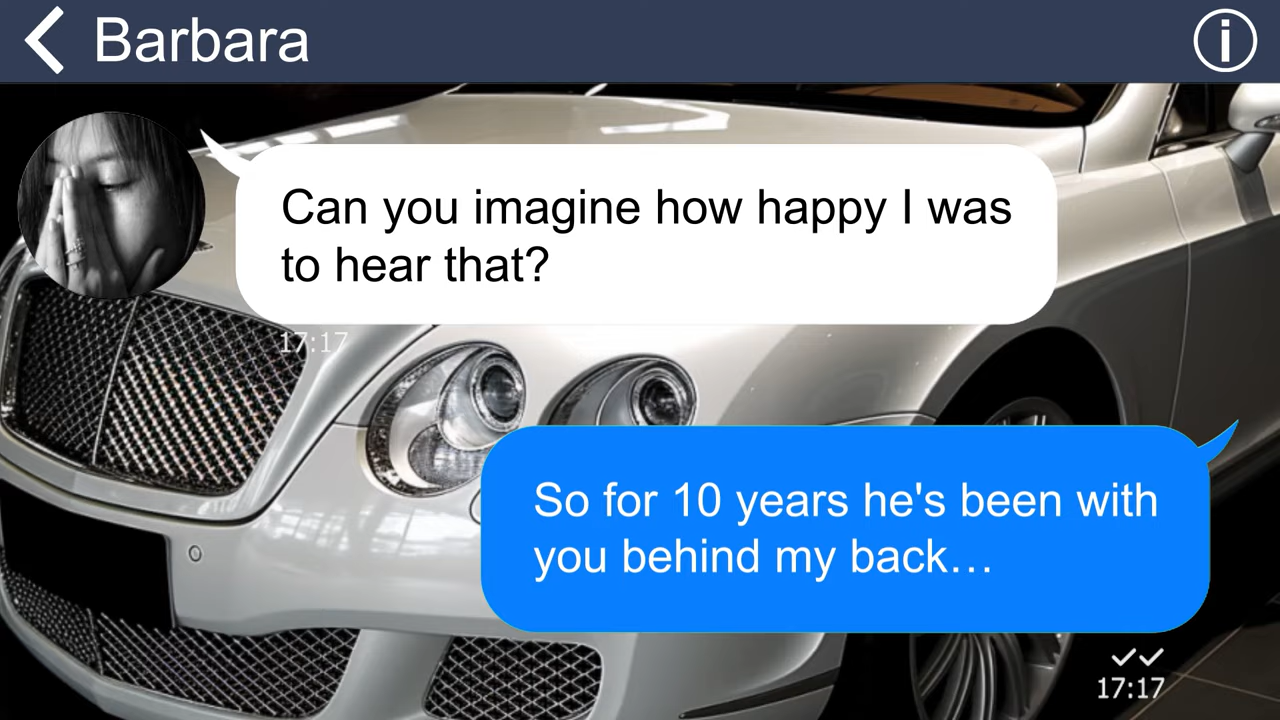 Barbara
Can you imagine how happy I was
to hear that?
17:17
So for 10 years he's been with
you behind my back…
17:17